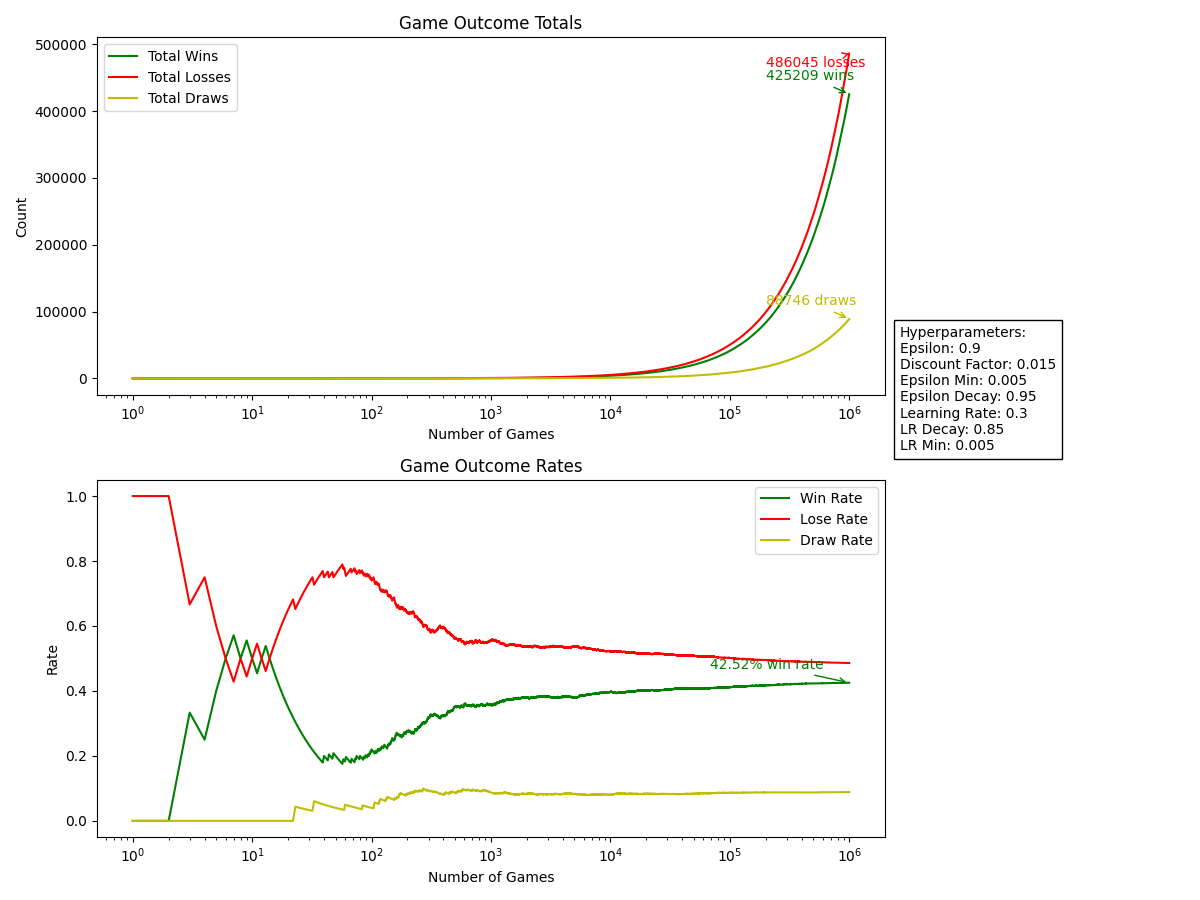 Game Outcome Totals
Total Wins
Total Losses
Total Draws
486045 losses
425209 wins
88746 draws
500000
400000
300000
200000
100000
0
Count
10^0
10^1
10^2
10^3
10^4
10^5
10^6
Number of Games
Hyperparameters:
Epsilon: 0.9
Discount Factor: 0.015
Epsilon Min: 0.005
Epsilon Decay: 0.95
Learning Rate: 0.3
LR Decay: 0.85
LR Min: 0.005
Game Outcome Rates
Win Rate
Lose Rate
Draw Rate
42.52% win rate
1.0
0.8
0.6
0.4
0.2
0.0
Rate
10^0
10^1
10^2
10^3
10^4
10^5
10^6
Number of Games